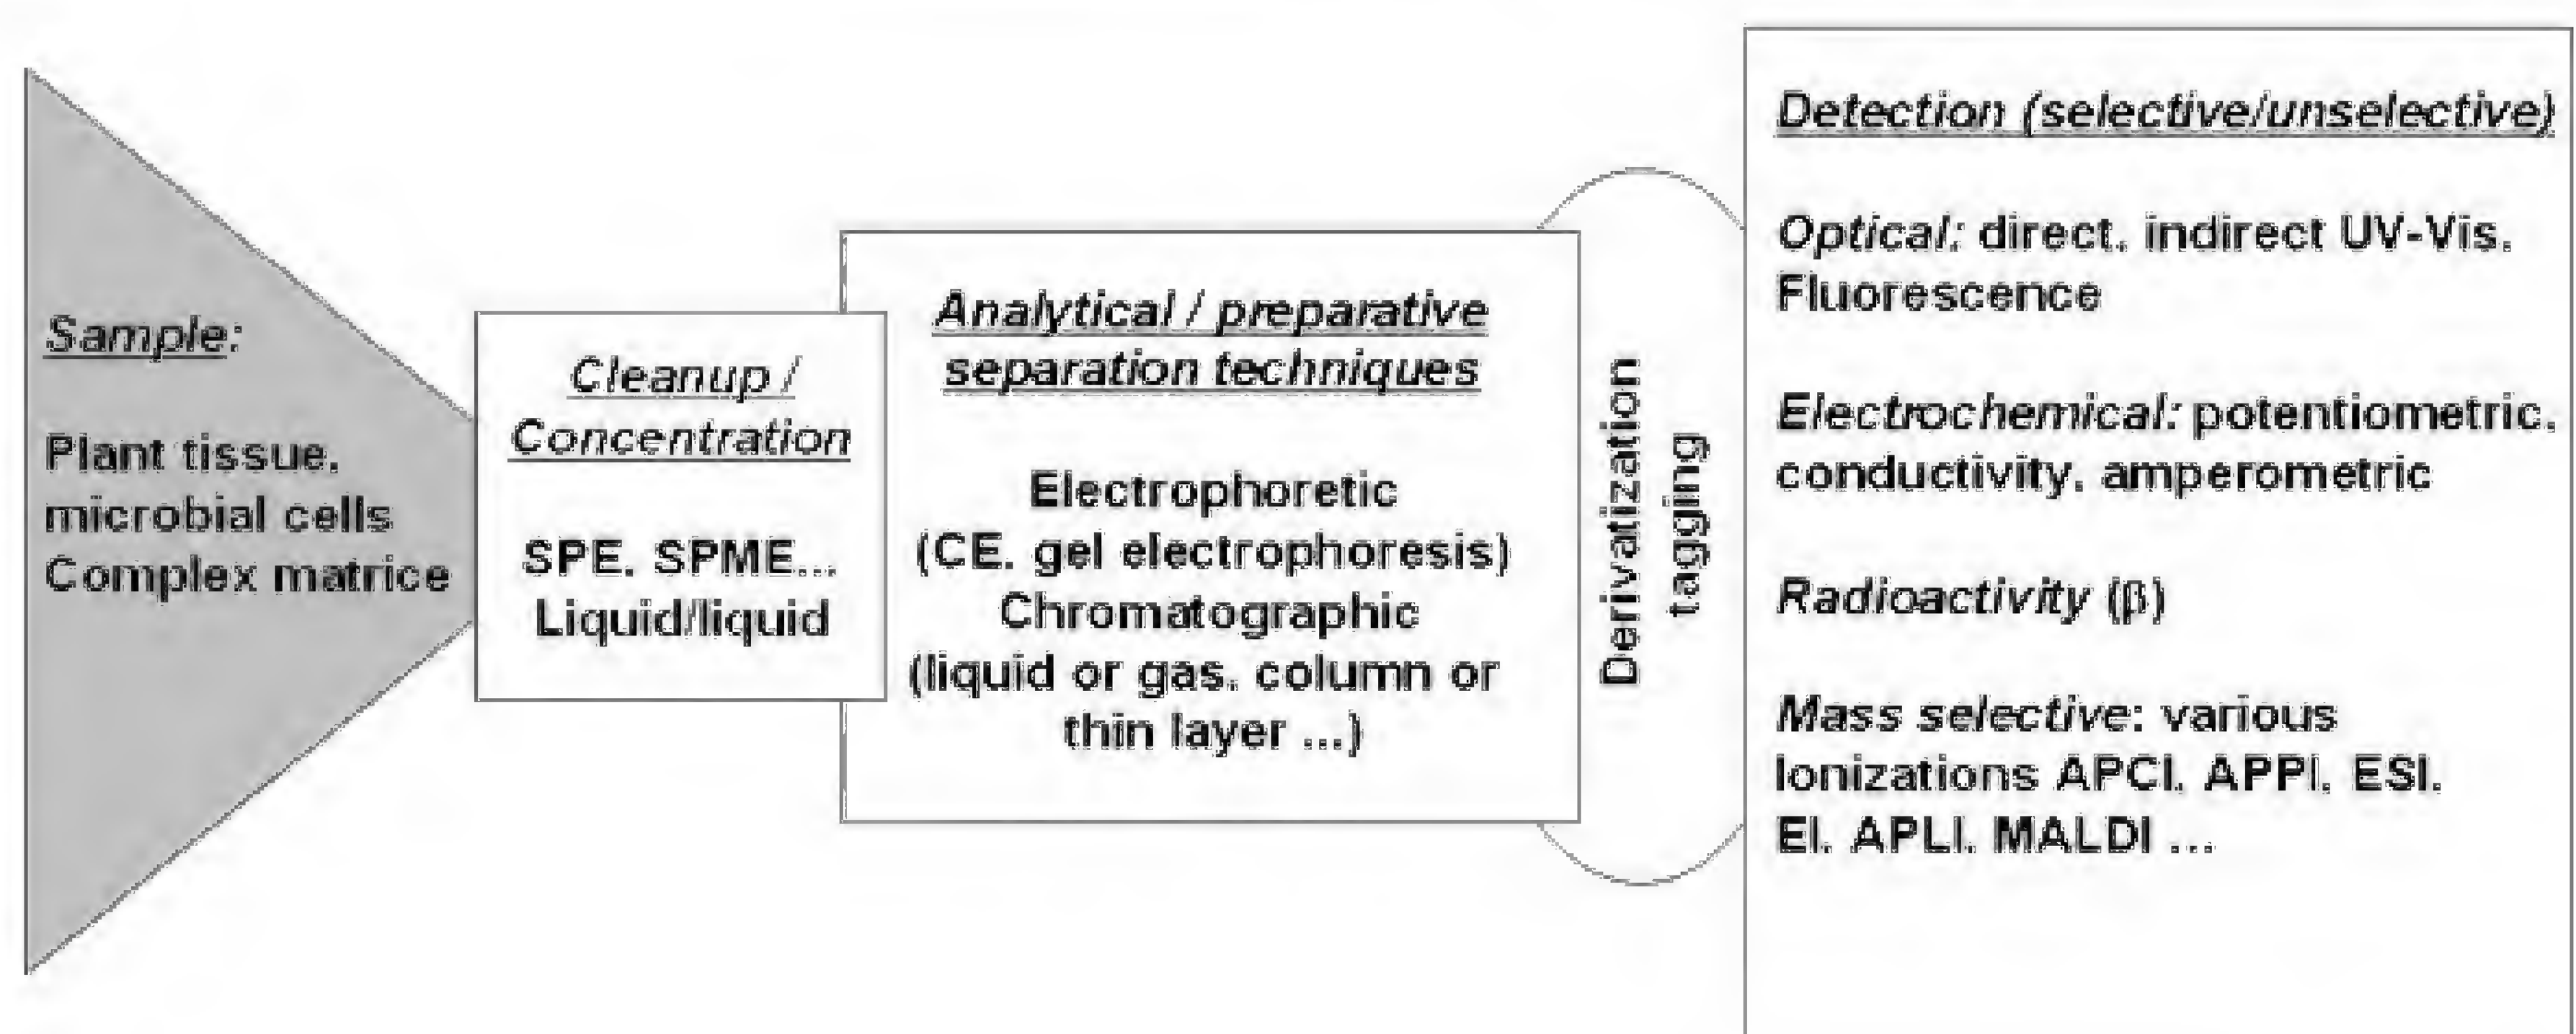 Sample:
Plant tissue,
microbial cells
Complex matrice
Cleanup /
Concentration
SPE, SPME...
Liquid/liquid
Analytical / preparative
separation techniques
Electrophoretic
(CE, gel electrophoresis)
Chromatographic
(liquid or gas, column or
thin layer ...)
Derivatization
tagging
Detection (selective/unselective)
Optical: direct, indirect UV-Vis,
Fluorescence
Electrochemical: potentiometric,
conductivity, amperometric
Radioactivity (β)
Mass selective: various
Ionizations APCI, APPI, ESI,
EI, APLI, MALDI ...